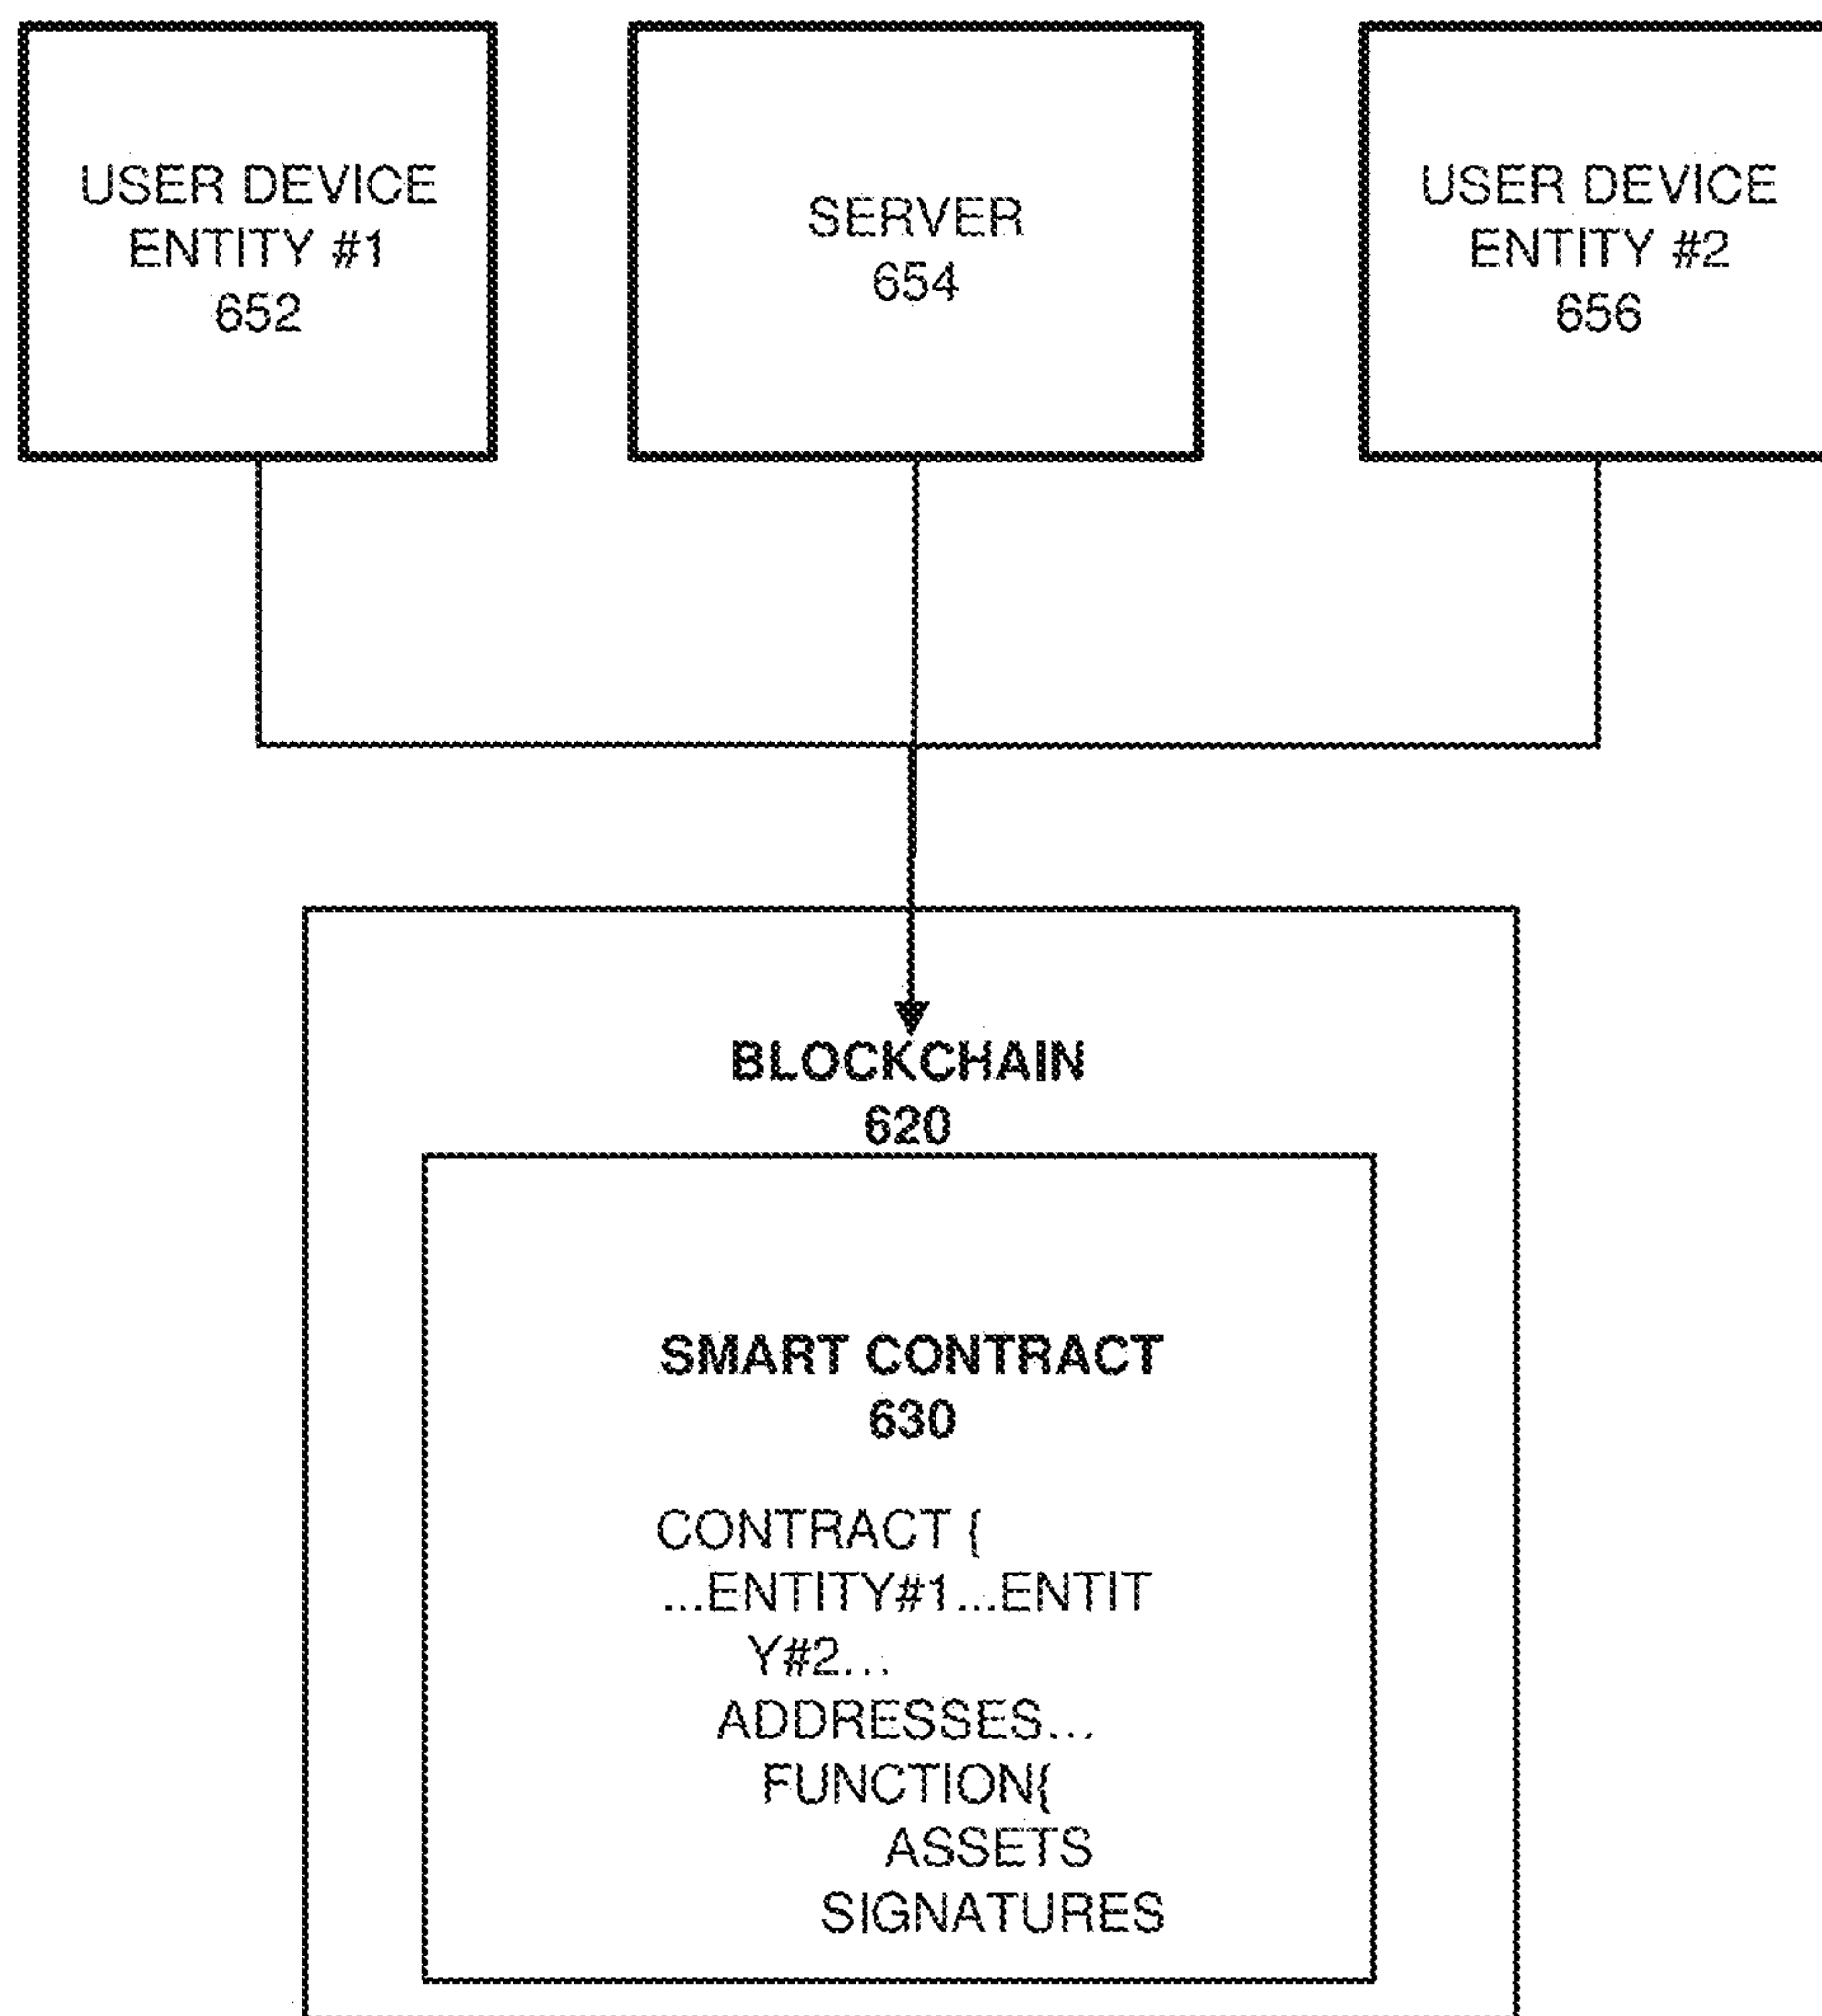 USER DEVICE
ENTITY #1
652
SERVER
654
USER DEVICE
ENTITY #2
656
BLOCKCHAIN
620
SMART CONTRACT
630
CONTRACT {
...ENTITY#1...ENTIT
Y#2...
ADDRESSES...
FUNCTION{
ASSETS
SIGNATURES